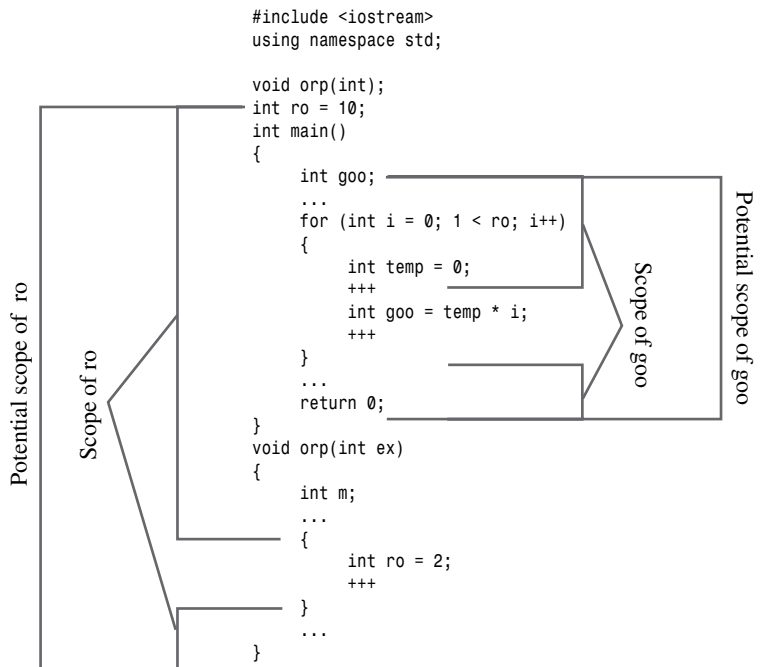 #include <iostream>
using namespace std;
void orp(int);
int ro = 10;
int main()
{
int goo;
...
for (int i = 0; 1 < ro; i++)
{
int temp = 0;
+++
int goo = temp * i;
+++
}
...
return 0;
}
void orp(int ex)
{
int m;
...
{
int ro = 2;
+++
}
...
}
Potential scope of ro
Scope of ro
Scope of goo
Potential scope of goo